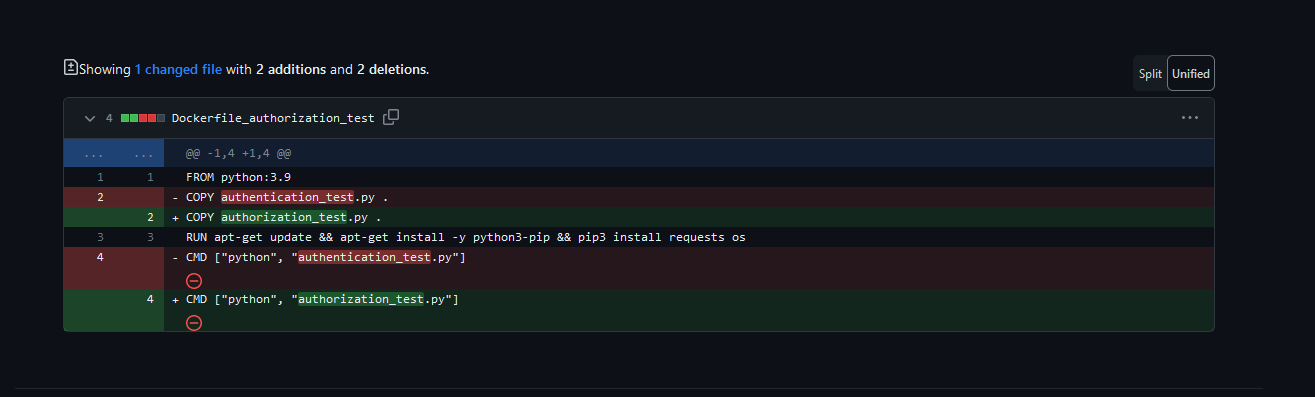 Showing 1 changed file with 2 additions and 2 deletions.
Split Unified
4 Dockerfile_authorization_test
... ... @@ -1,4 +1,4 @@
1 1 FROM python:3.9
2 - COPY authentication_test.py .
2 + COPY authorization_test.py .
3 3 RUN apt-get update && apt-get install -y python3-pip && pip3 install requests os
4 - CMD ["python", "authentication_test.py"]
4 + CMD ["python", "authorization_test.py"]